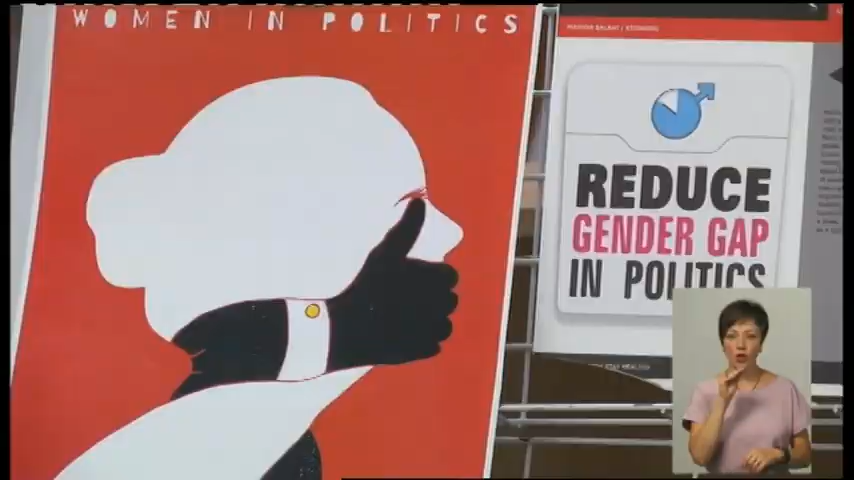 WOMEN IN POLITICS
REDUCE
GENDER GAP
IN POLITICS